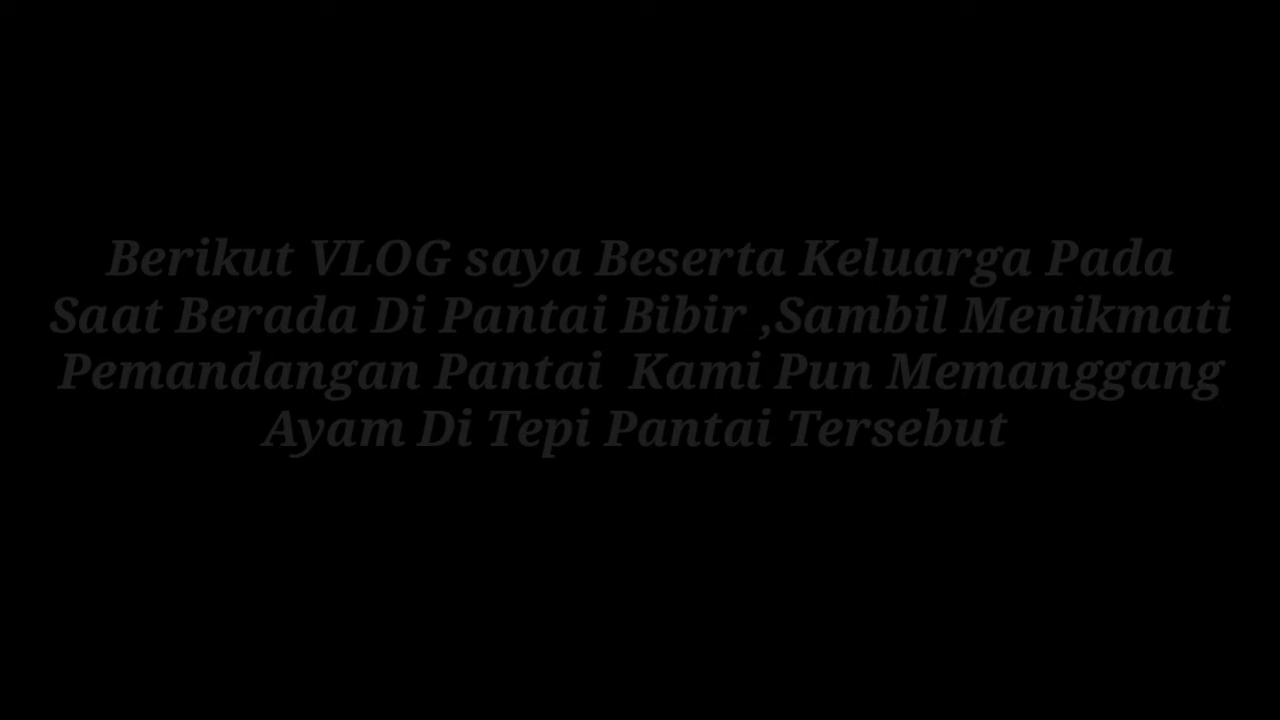 Berikut VLOG saya Beserta Keluarga Pada
Saat Berada Di Pantai Bibir ,Sambil Menikmati
Pemandangan Pantai  Kami Pun Memanggang
Ayam Di Tepi Pantai Tersebut